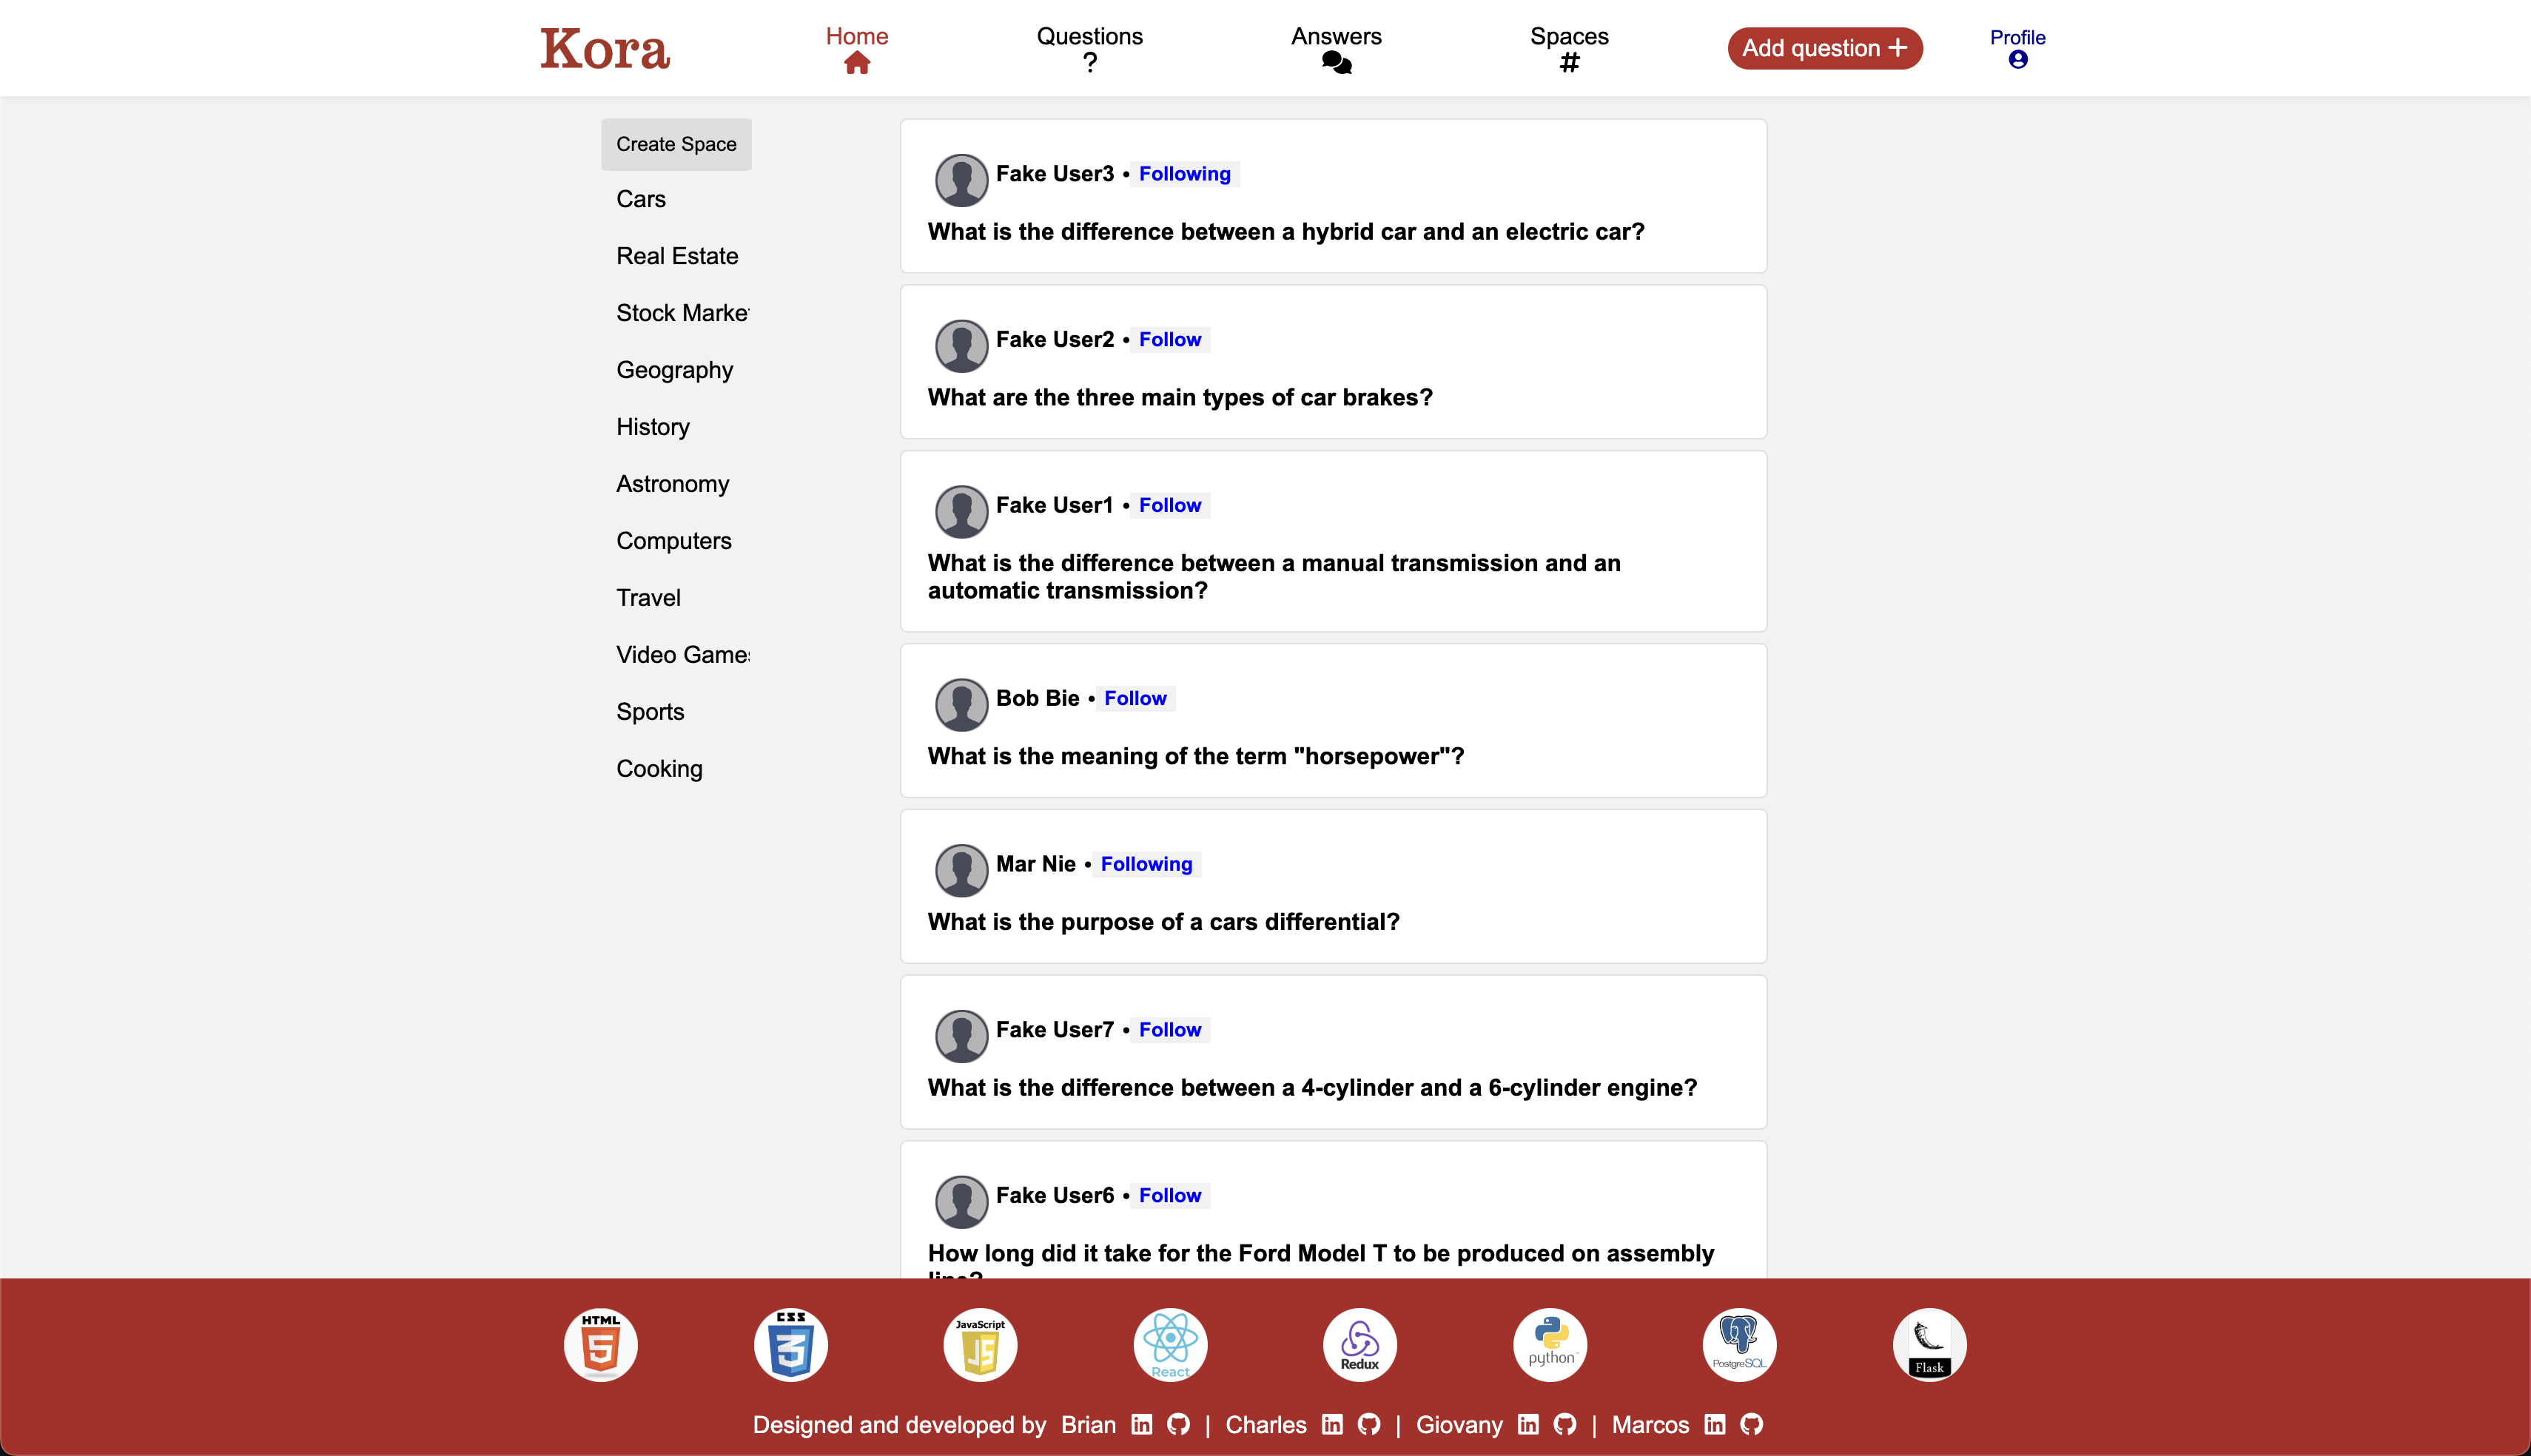 Kora
Home
Questions
?
Answers
Spaces
#
Add question +
Profile
Create Space
Cars
Real Estate
Stock Marke
Geography
History
Astronomy
Computers
Travel
Video Games
Sports
Cooking
Fake User3 • Following
What is the difference between a hybrid car and an electric car?
Fake User2 • Follow
What are the three main types of car brakes?
Fake User1 • Follow
What is the difference between a manual transmission and an
automatic transmission?
Bob Bie • Follow
What is the meaning of the term "horsepower"?
Mar Nie • Following
What is the purpose of a cars differential?
Fake User7 • Follow
What is the difference between a 4-cylinder and a 6-cylinder engine?
Fake User6 • Follow
How long did it take for the Ford Model T to be produced on assembly
line?
HTML 5
CSS 3
JavaScript JS
React
Redux
python
PostgreSQL
Flask
Designed and developed by Brian in | Charles in | Giovany in | Marcos in